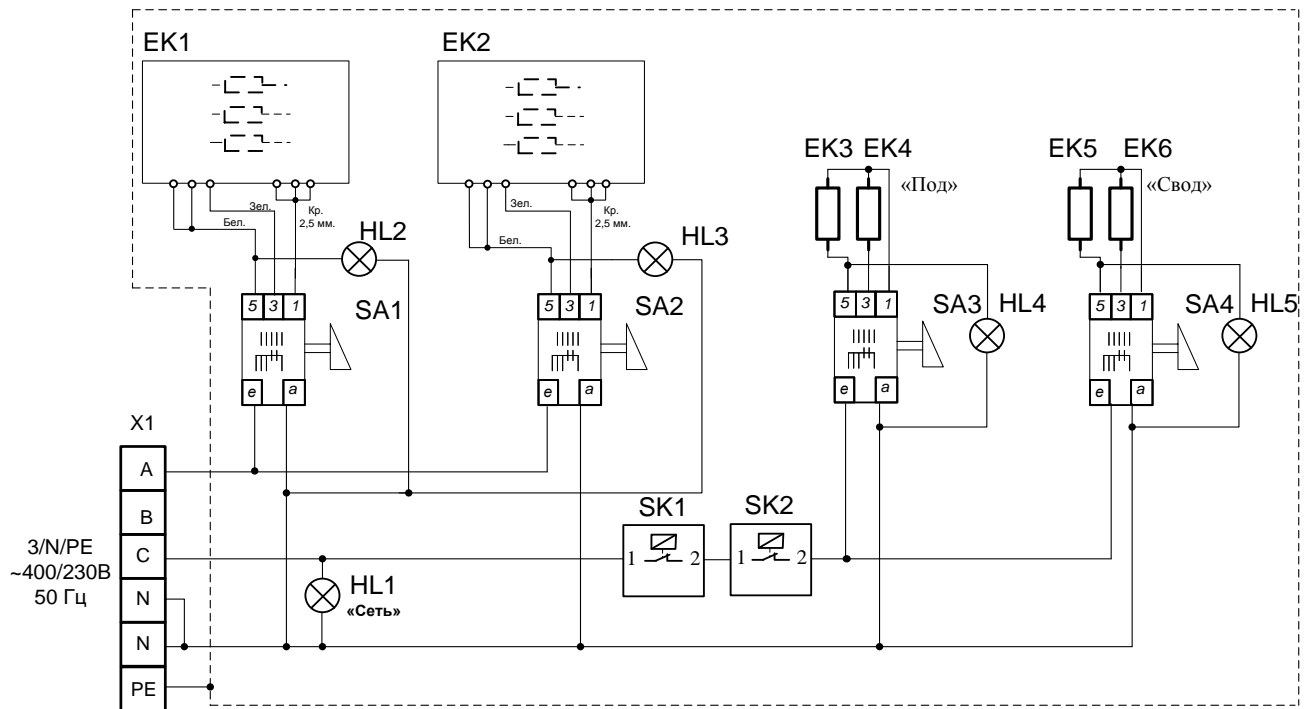 EK1
EK2
EK3 EK4
«Под»
EK5 EK6
«Свод»
Зел.
Бел.
Кр.
2,5 мм.
Зел.
Бел.
Кр.
2,5 мм.
HL2
HL3
5 3 1
SA1
5 3 1
SA2
5 3 1
SA3
HL4
5 3 1
SA4
HL5
e a
e a
e a
e a
X1
A
B
C
N
N
PE
3/N/PE
~400/230В
50 Гц
HL1
«Сеть»
SK1
1 2
SK2
1 2